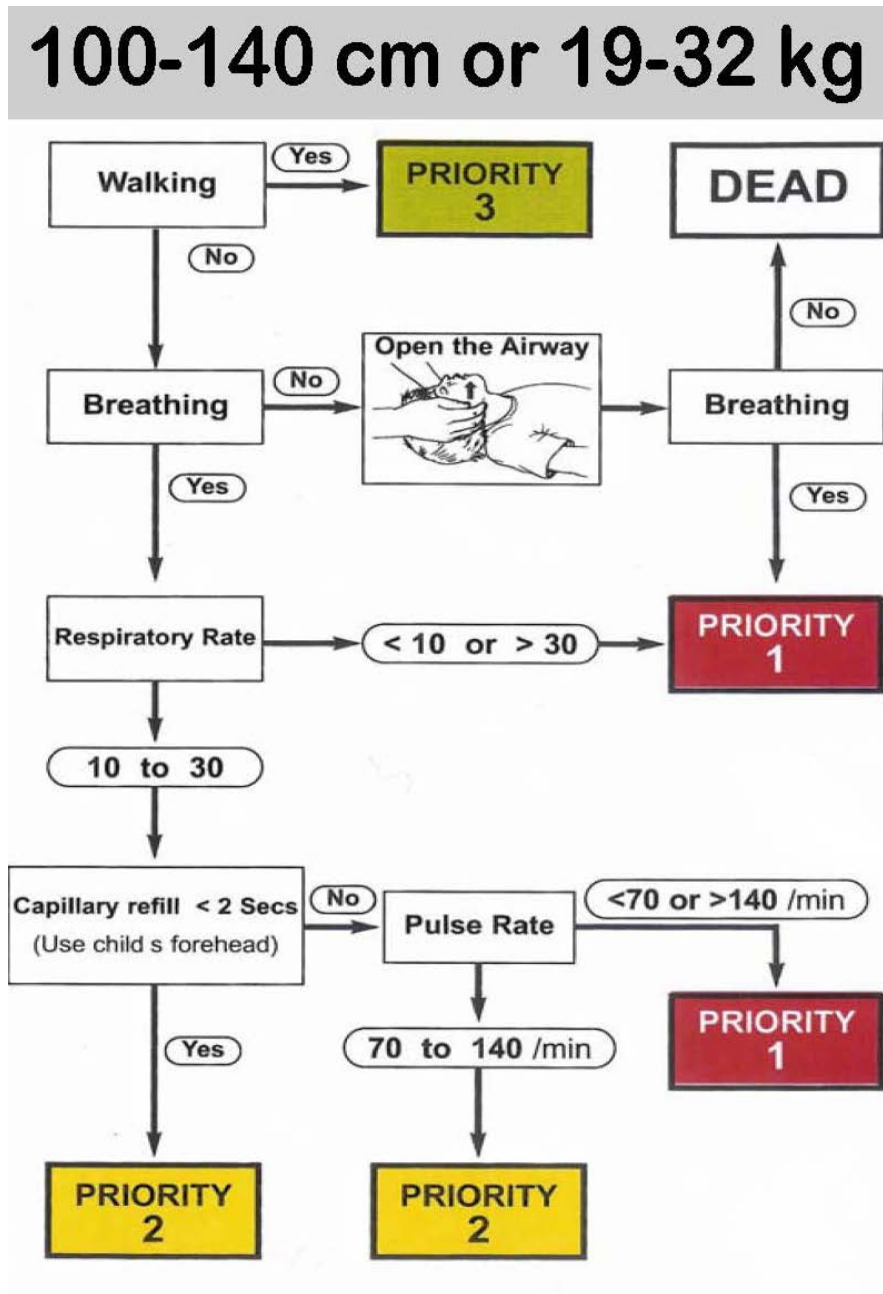 100-140 cm or 19-32 kg
Walking
Yes
PRIORITY
3
DEAD
No
No
Breathing
No
Open the Airway
Breathing
Yes
Yes
Respiratory Rate
< 10 or > 30
PRIORITY
1
10 to 30
Capillary refill < 2 Secs
(Use child s forehead)
No
Pulse Rate
<70 or >140 /min
Yes
70 to 140 /min
PRIORITY
1
PRIORITY
2
PRIORITY
2